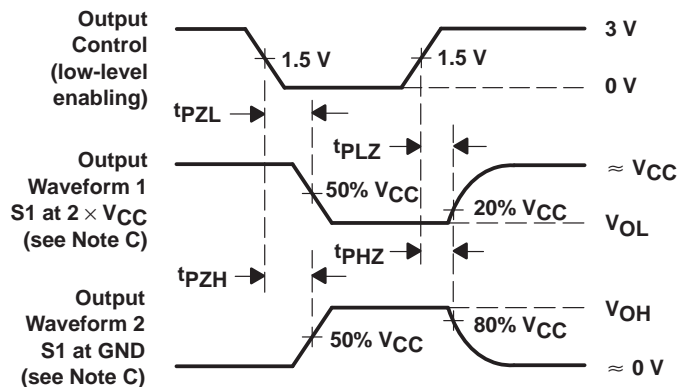 Output
Control
(low-level
enabling)
1.5 V
1.5 V
3 V
0 V
tPZL
tPLZ
Output
Waveform 1
S1 at 2 × VCC
(see Note C)
50% VCC
20% VCC
≈ VCC
VOL
tPZH
tPHZ
Output
Waveform 2
S1 at GND
(see Note C)
50% VCC
80% VCC
VOH
≈ 0 V